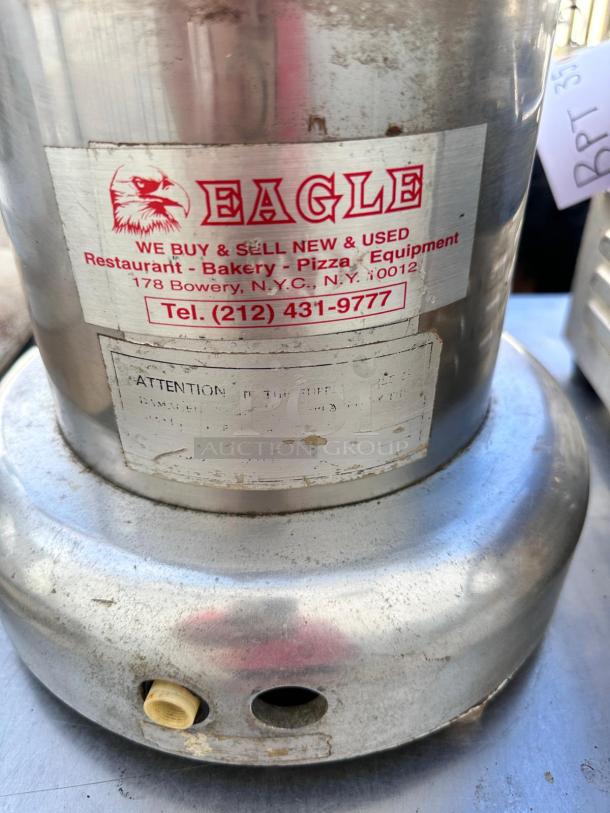 EAGLE
WE BUY & SELL NEW & USED
Restaurant - Bakery - Pizza Equipment
178 Bowery, N.Y.C., N.Y. 10012
Tel. (212) 431-9777
ATTENTION
PCI
AUCTION GROUP
BPT 35